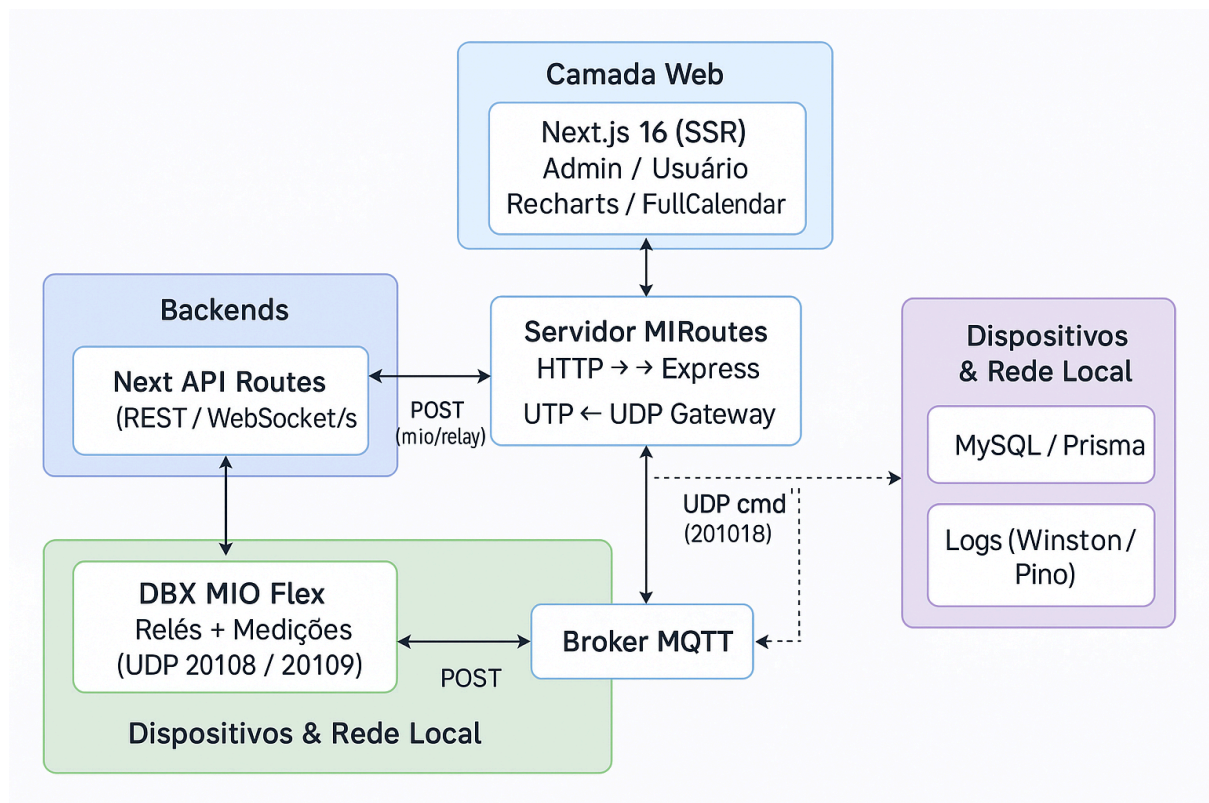 Camada Web
Next.js 16 (SSR)
Admin / Usuário
Recharts / FullCalendar
Backends
Next API Routes
(REST / WebSocket/s
POST
(mio/relay)
Servidor MIRoutes
HTTP → → Express
UTP ← UDP Gateway
Dispositivos
& Rede Local
MySQL / Prisma
Logs (Winston /
Pino)
UDP cmd
(201018)
DBX MIO Flex
Relés + Medições
(UDP 20108 / 20109)
POST
Broker MQTT
Dispositivos & Rede Local